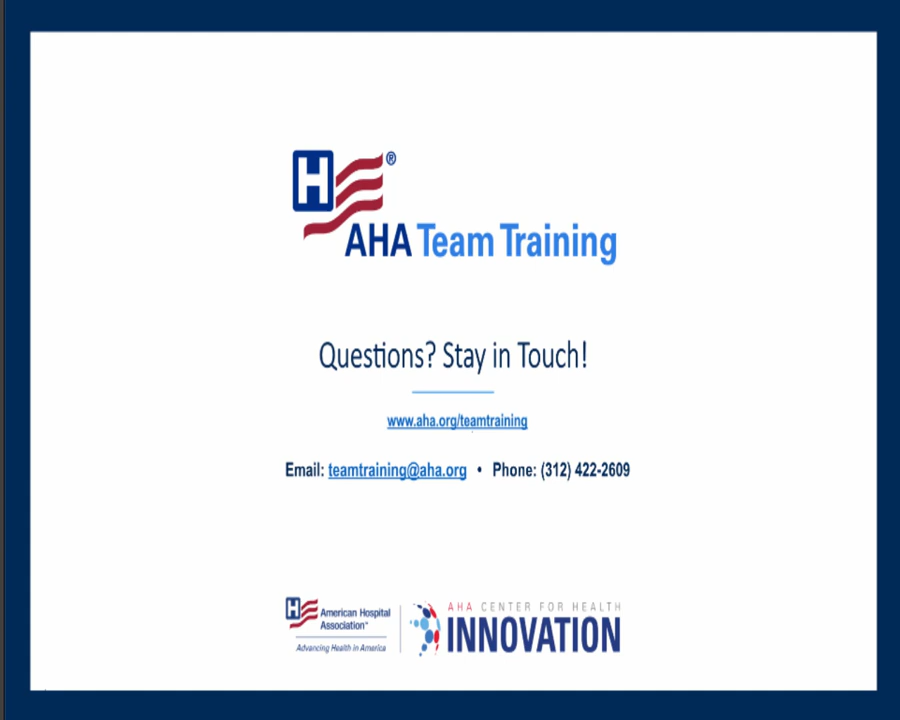 H ®
AHA Team Training
Questions? Stay in Touch!
www.aha.org/teamtraining
Email: teamtraining@aha.org • Phone: (312) 422-2609
H American Hospital
Association™
Advancing Health in America
AHA CENTER FOR HEALTH
INNOVATION